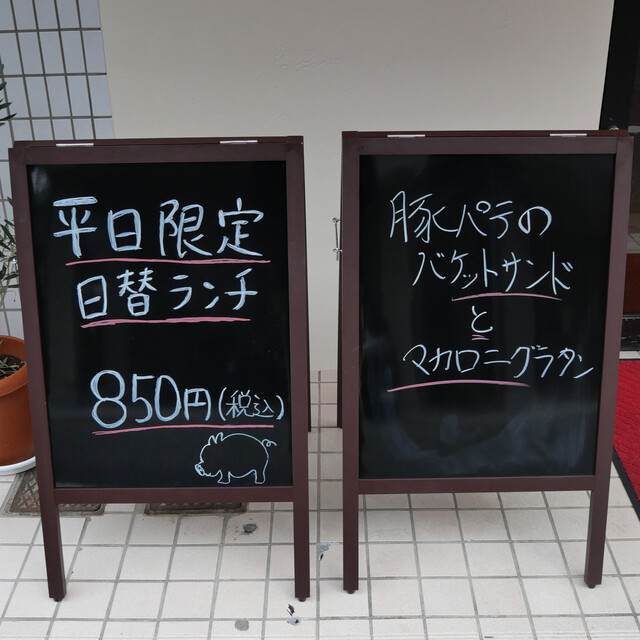 平日限定
日替ランチ
850円(税込)
豚パテの
バケットサンド
と
マカロニグラタン